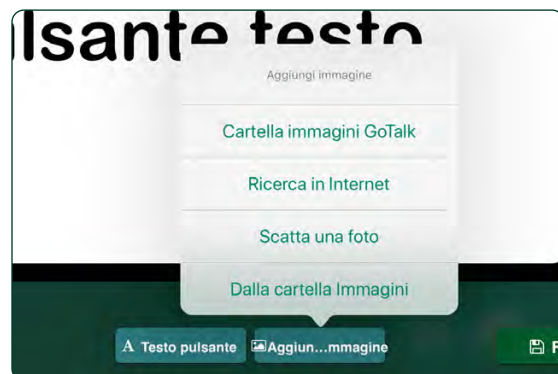 lsante testo
Aggiungi immagine
Cartella immagini GoTalk
Ricerca in Internet
Scatta una foto
Dalla cartella Immagini
A Testo pulsante
Aggiun...mmagine